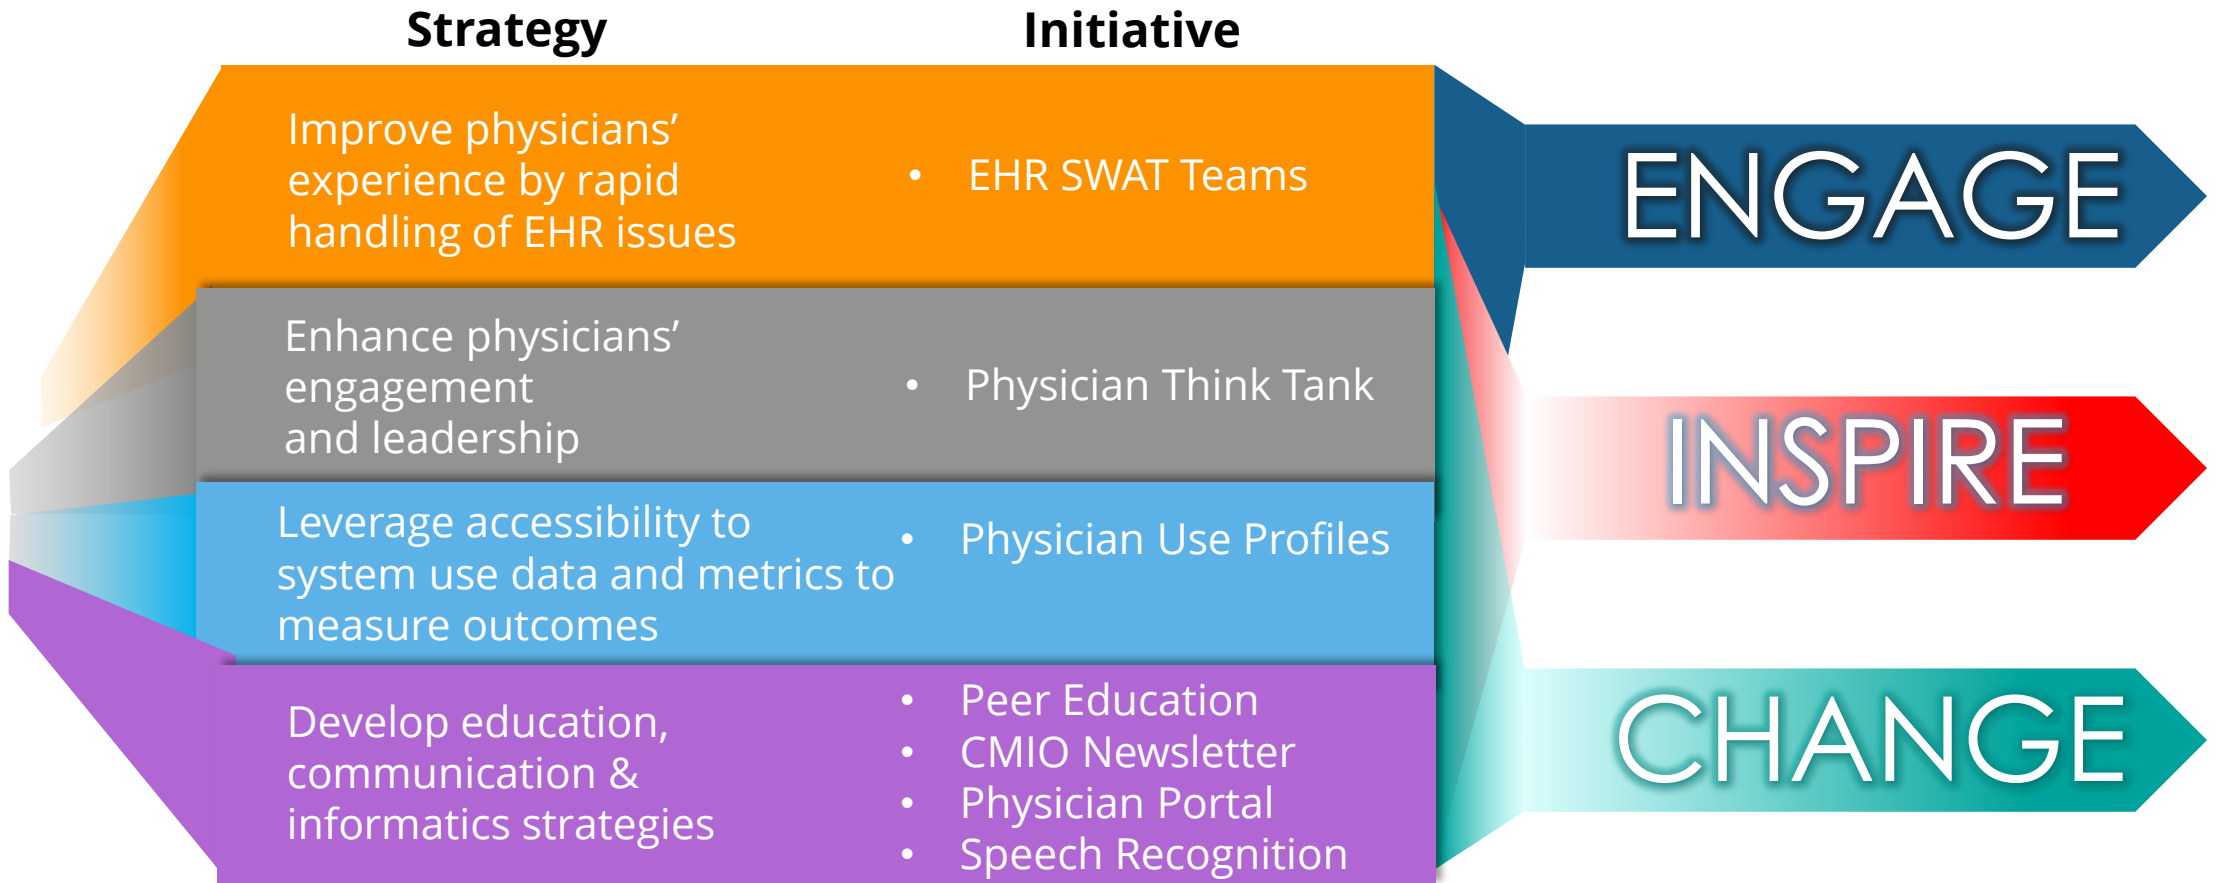 Strategy
Initiative
Improve physicians’
experience by rapid
handling of EHR issues
• EHR SWAT Teams
Enhance physicians’
engagement
and leadership
• Physician Think Tank
Leverage accessibility to
system use data and metrics to
measure outcomes
• Physician Use Profiles
Develop education,
communication &
informatics strategies
• Peer Education
• CMIO Newsletter
• Physician Portal
• Speech Recognition
ENGAGE
INSPIRE
CHANGE